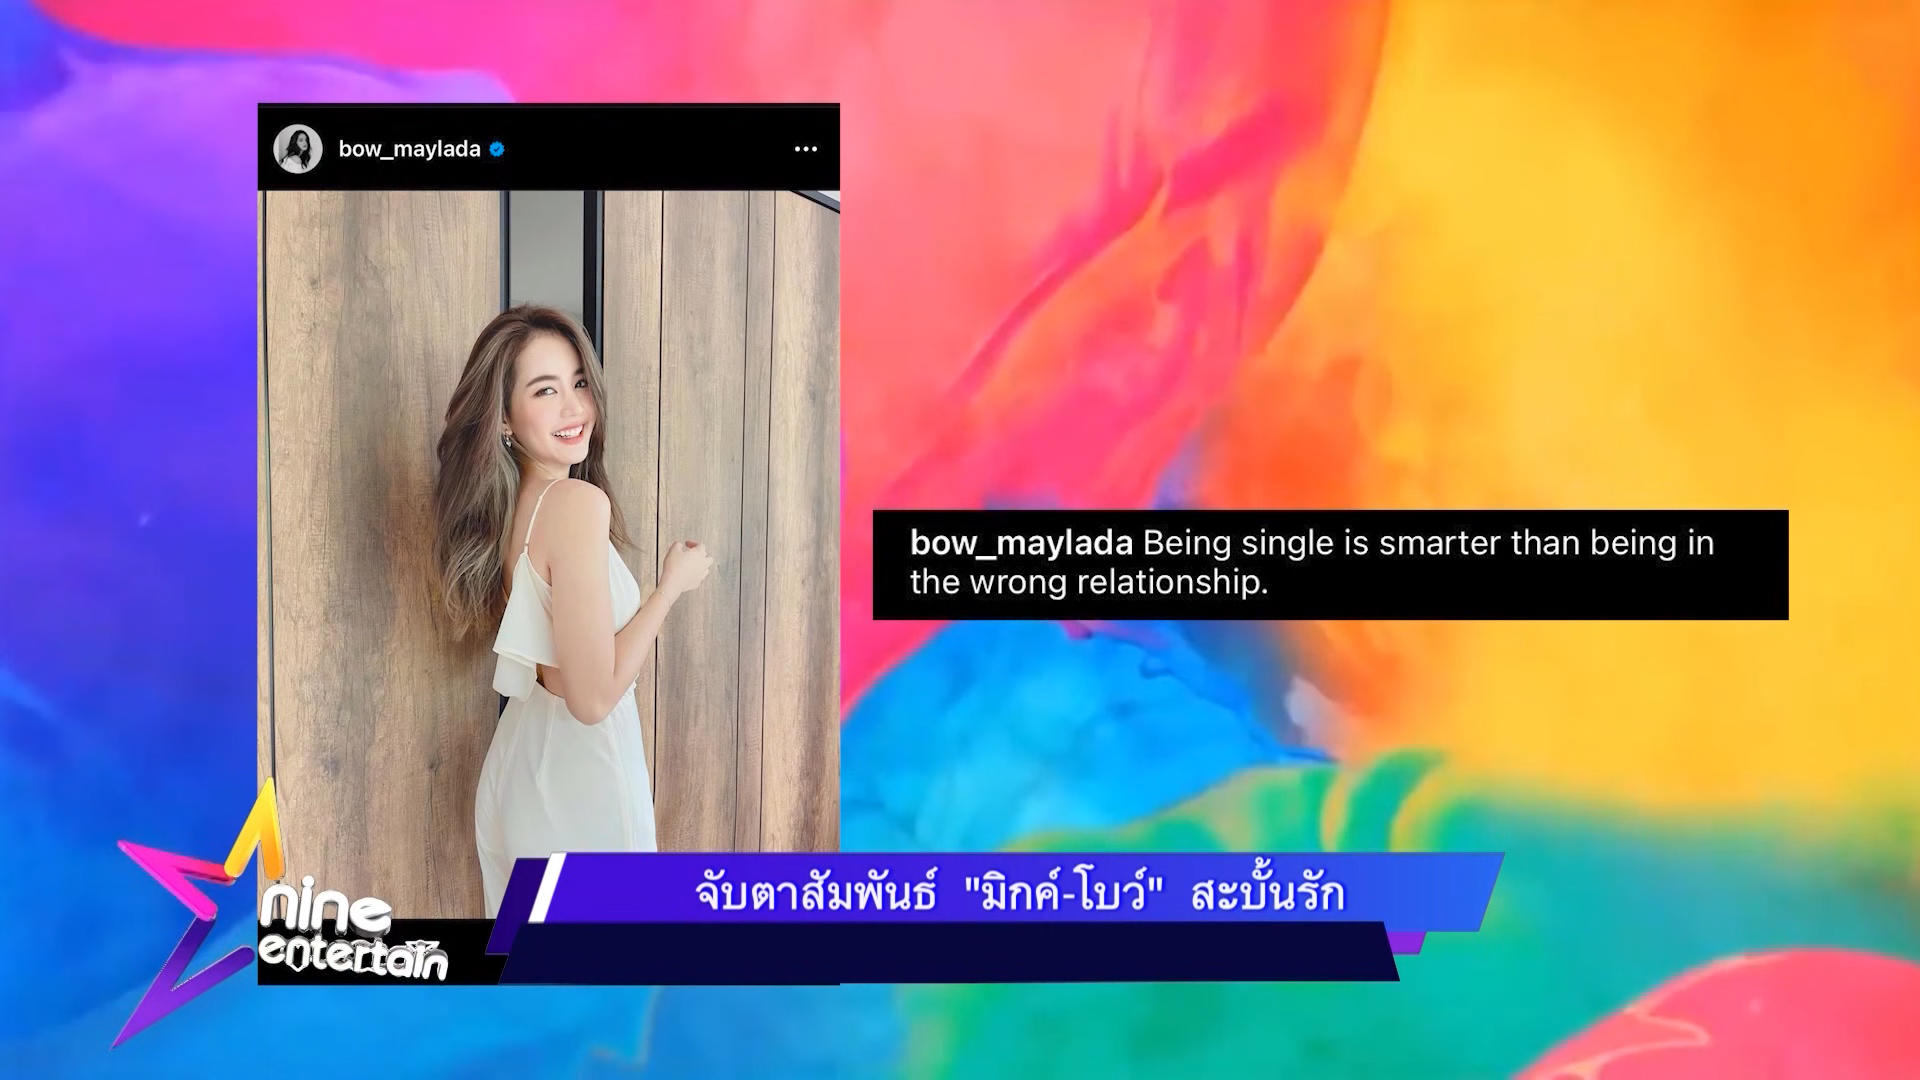 bow_maylada
bow_maylada Being single is smarter than being in
the wrong relationship.
จับตาสัมพันธ์ "มิกค์-โบว์" สะบั้นรัก
nine
entertain